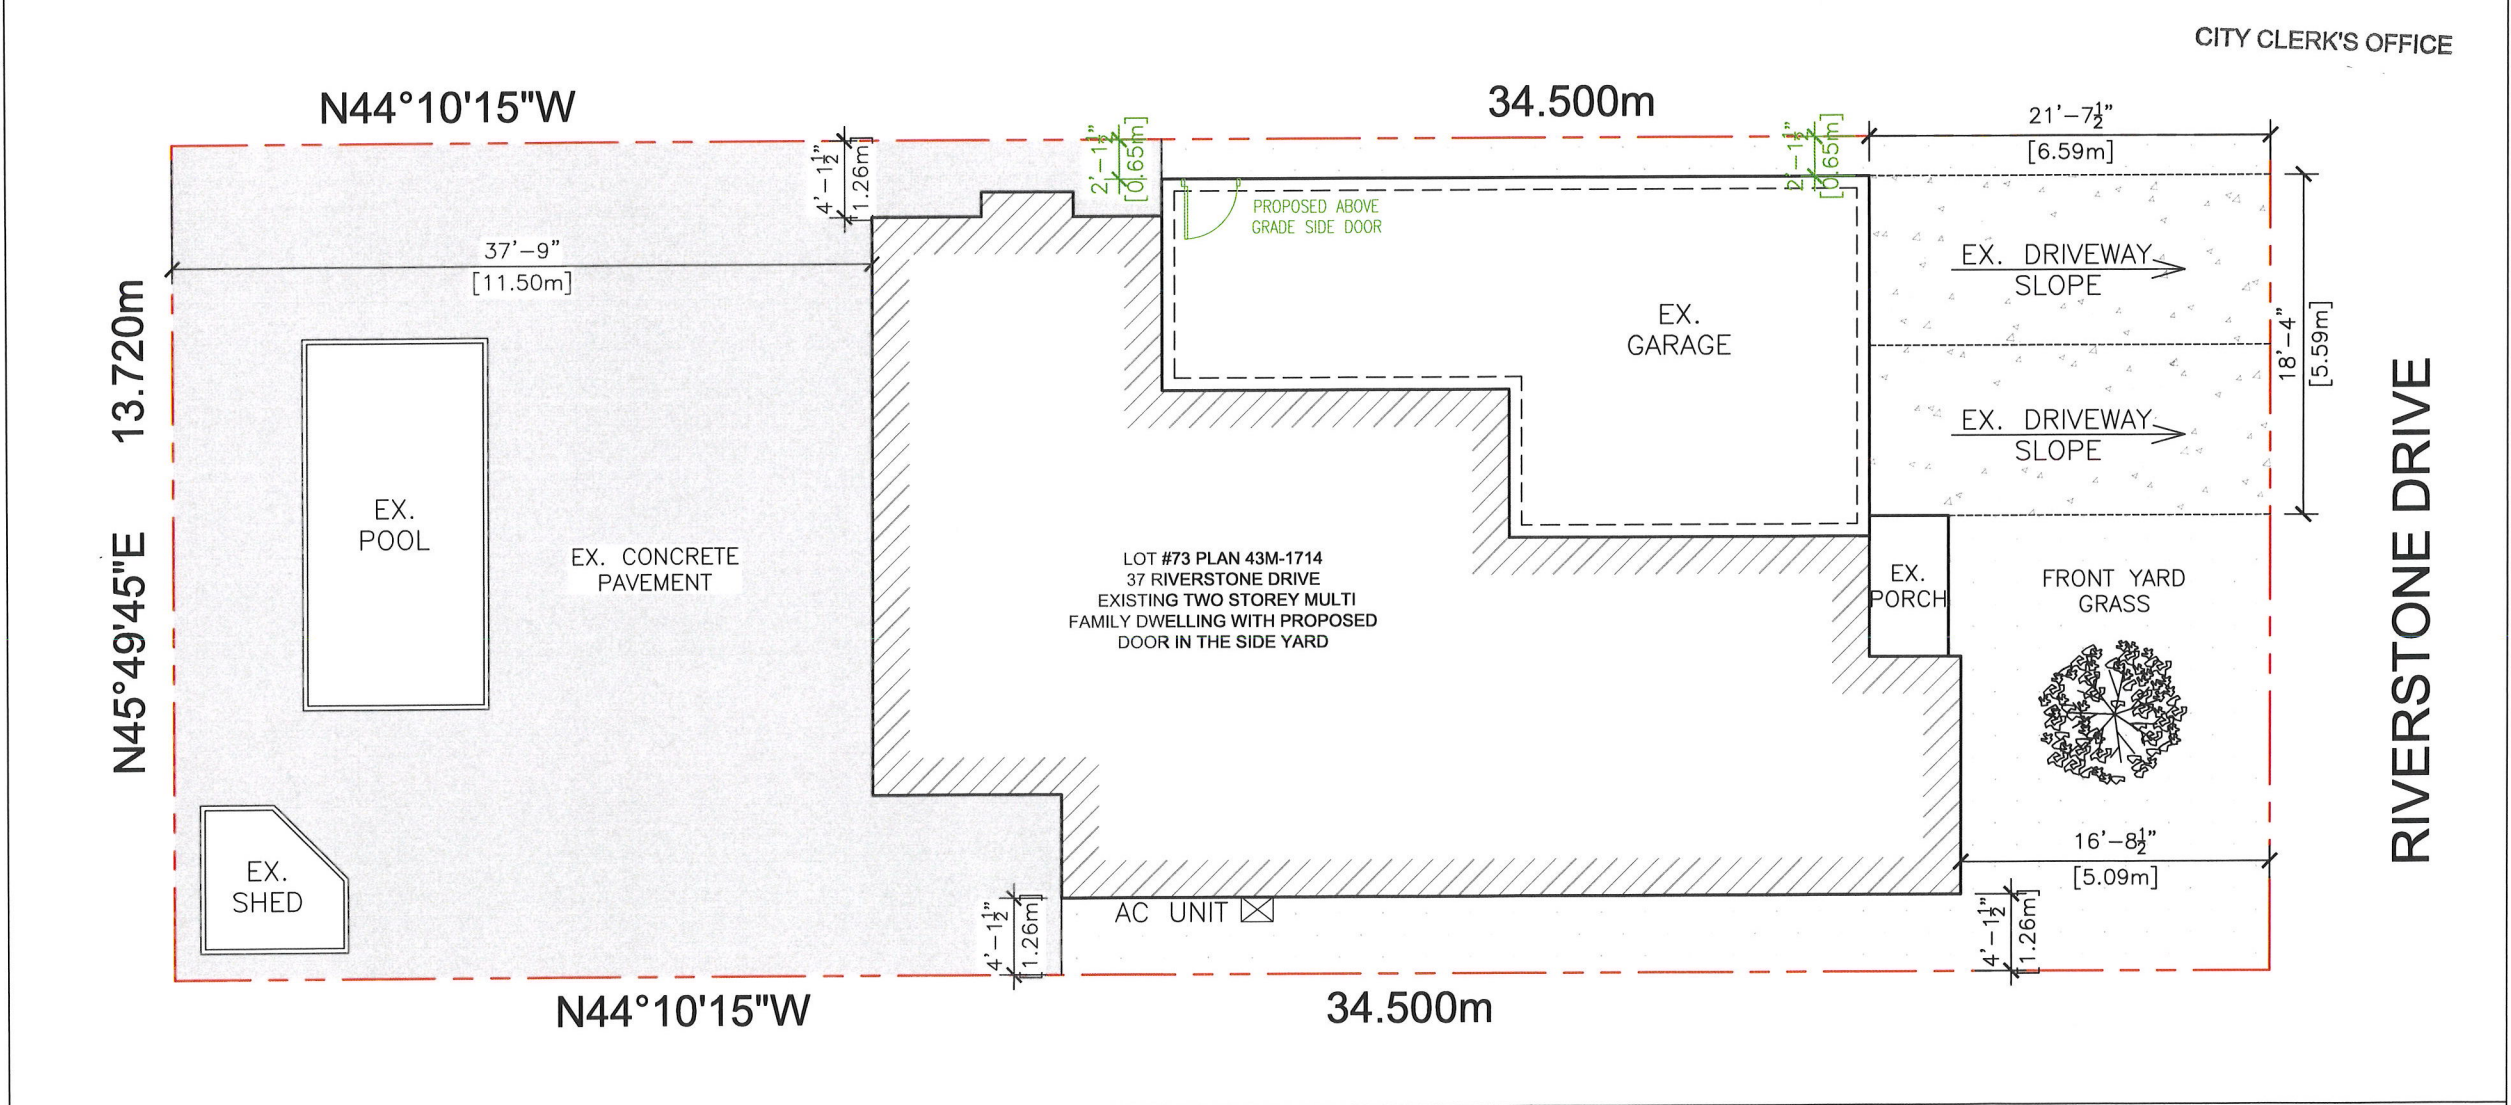 CITY CLERK'S OFFICE
N44°10'15"W
34.500m
21'-7½"
[6.59m]
4'-1½"
1.26m]
2'-1½"
[0.65m]
2'-1½"
[0.65m]
PROPOSED ABOVE
GRADE SIDE DOOR
37'-9"
[11.50m]
EX. DRIVEWAY
SLOPE
EX. DRIVEWAY
SLOPE
18'-4"
[5.59m]
EX.
GARAGE
13.720m
N45°49'45"E
EX.
POOL
EX. CONCRETE
PAVEMENT
LOT #73 PLAN 43M-1714
37 RIVERSTONE DRIVE
EXISTING TWO STOREY MULTI
FAMILY DWELLING WITH PROPOSED
DOOR IN THE SIDE YARD
EX.
PORCH
FRONT YARD
GRASS
RIVERSTONE DRIVE
16'-8½"
[5.09m]
EX.
SHED
AC UNIT
4'-1½"
[1.26m]
4'-1½"
[1.26m]
N44°10'15"W
34.500m